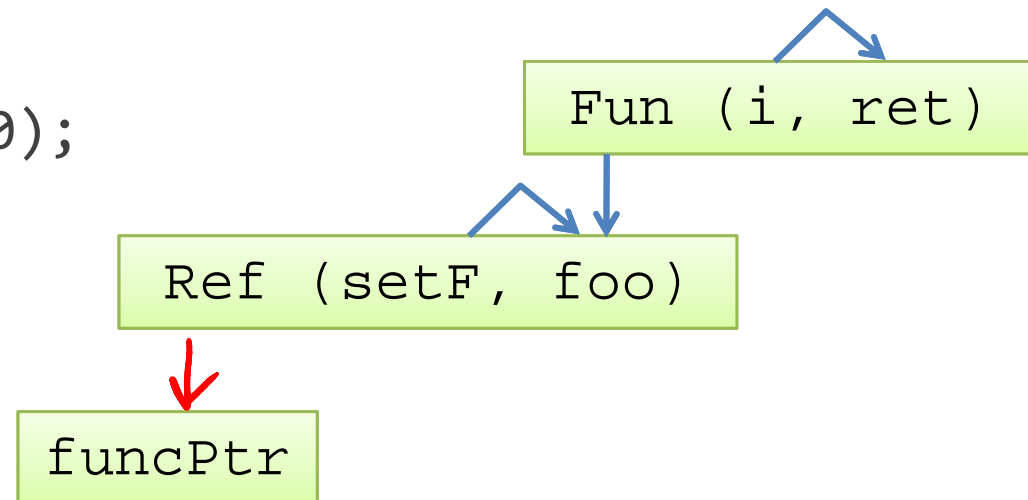 Fun (i, ret)
0);
Ref (setF, foo)
funcPtr